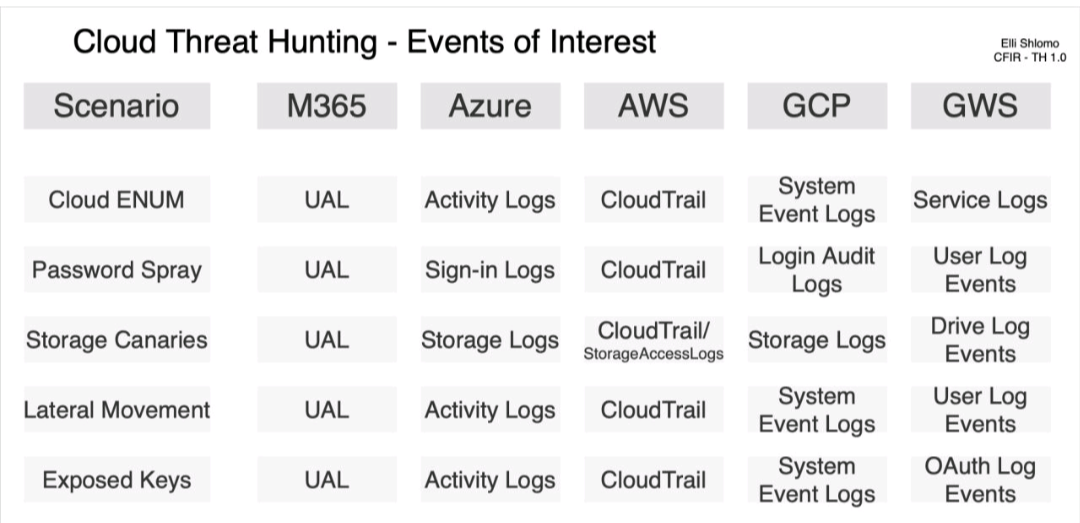 Cloud Threat Hunting - Events of Interest
Elli Shlomo
CFIR - TH 1.0
Scenario M365 Azure AWS GCP GWS
Cloud ENUM UAL Activity Logs CloudTrail System Event Logs Service Logs
Password Spray UAL Sign-in Logs CloudTrail Login Audit Logs User Log Events
Storage Canaries UAL Storage Logs CloudTrail/ StorageAccessLogs Storage Logs Drive Log Events
Lateral Movement UAL Activity Logs CloudTrail System Event Logs User Log Events
Exposed Keys UAL Activity Logs CloudTrail System Event Logs OAuth Log Events